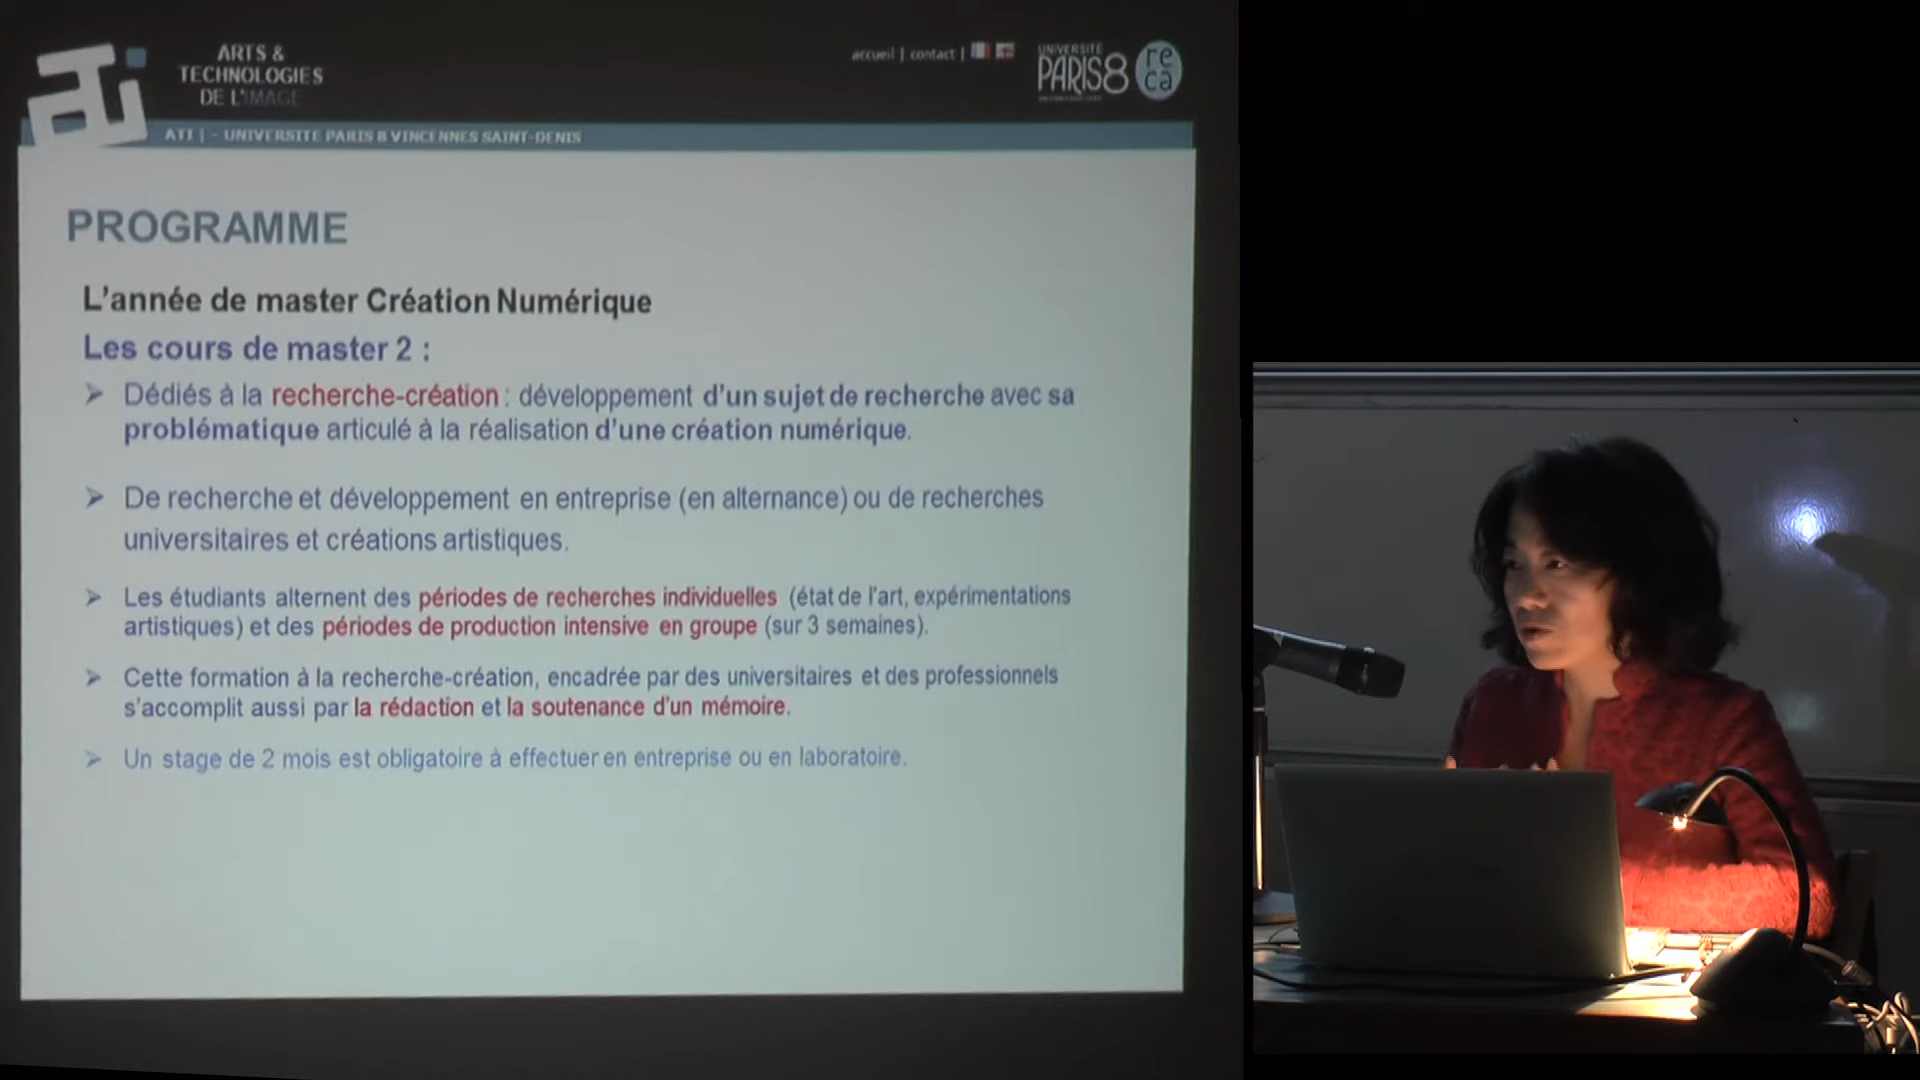 ati
ARTS &
TECHNOLOGIES
DE L'IMAGE
accueil | contact |
UNIVERSITÉ
PARIS8
re
ca
ATI | - UNIVERSITE PARIS 8 VINCENNES SAINT-DENIS
PROGRAMME
L'année de master Création Numérique
Les cours de master 2 :
➢ Dédiés à la recherche-création : développement d'un sujet de recherche avec sa
problématique articulé à la réalisation d'une création numérique.
➢ De recherche et développement en entreprise (en alternance) ou de recherches
universitaires et créations artistiques.
➢ Les étudiants alternent des périodes de recherches individuelles (état de l'art, expérimentations
artistiques) et des périodes de production intensive en groupe (sur 3 semaines).
➢ Cette formation à la recherche-création, encadrée par des universitaires et des professionnels
s'accomplit aussi par la rédaction et la soutenance d'un mémoire.
➢ Un stage de 2 mois est obligatoire à effectuer en entreprise ou en laboratoire.